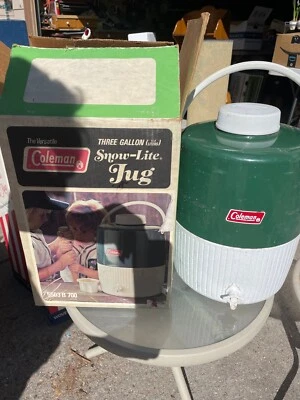 The Versatile
THREE GALLON
Coleman
Snow-Lite
Jug
Coleman